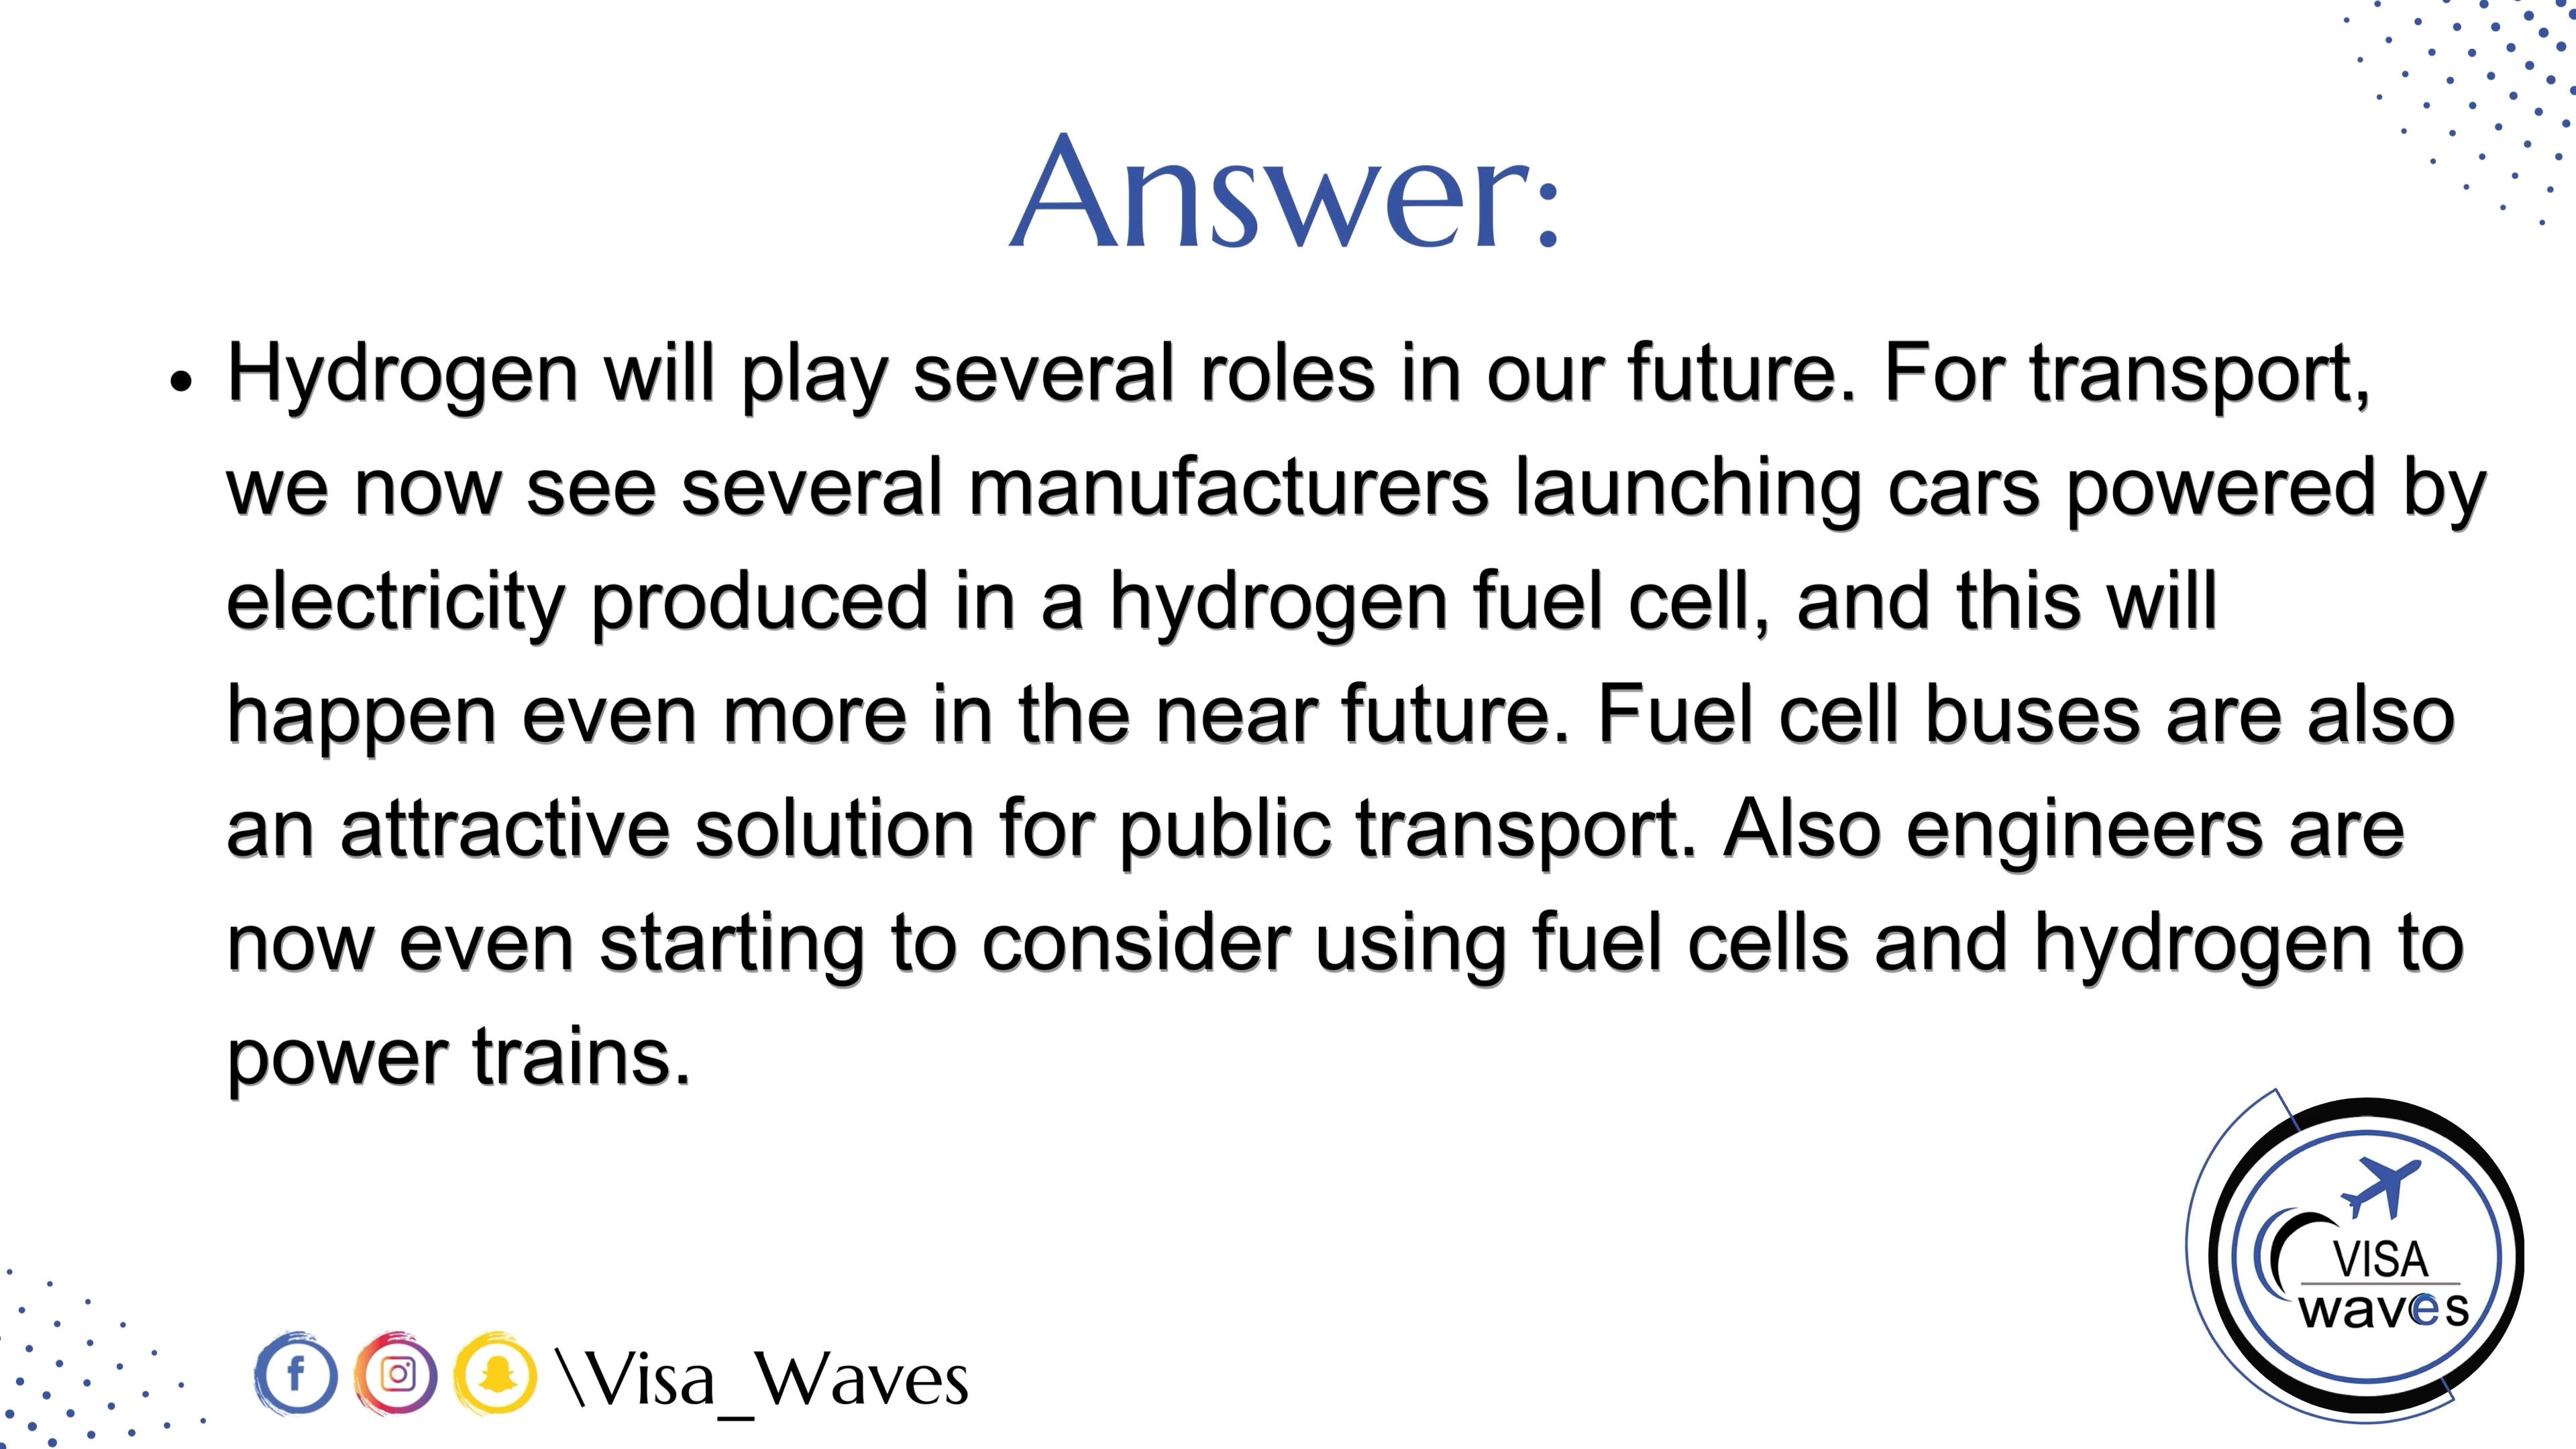 Answer:
• Hydrogen will play several roles in our future. For transport,
we now see several manufacturers launching cars powered by
electricity produced in a hydrogen fuel cell, and this will
happen even more in the near future. Fuel cell buses are also
an attractive solution for public transport. Also engineers are
now even starting to consider using fuel cells and hydrogen to
power trains.
VISA
waves
\Visa_Waves